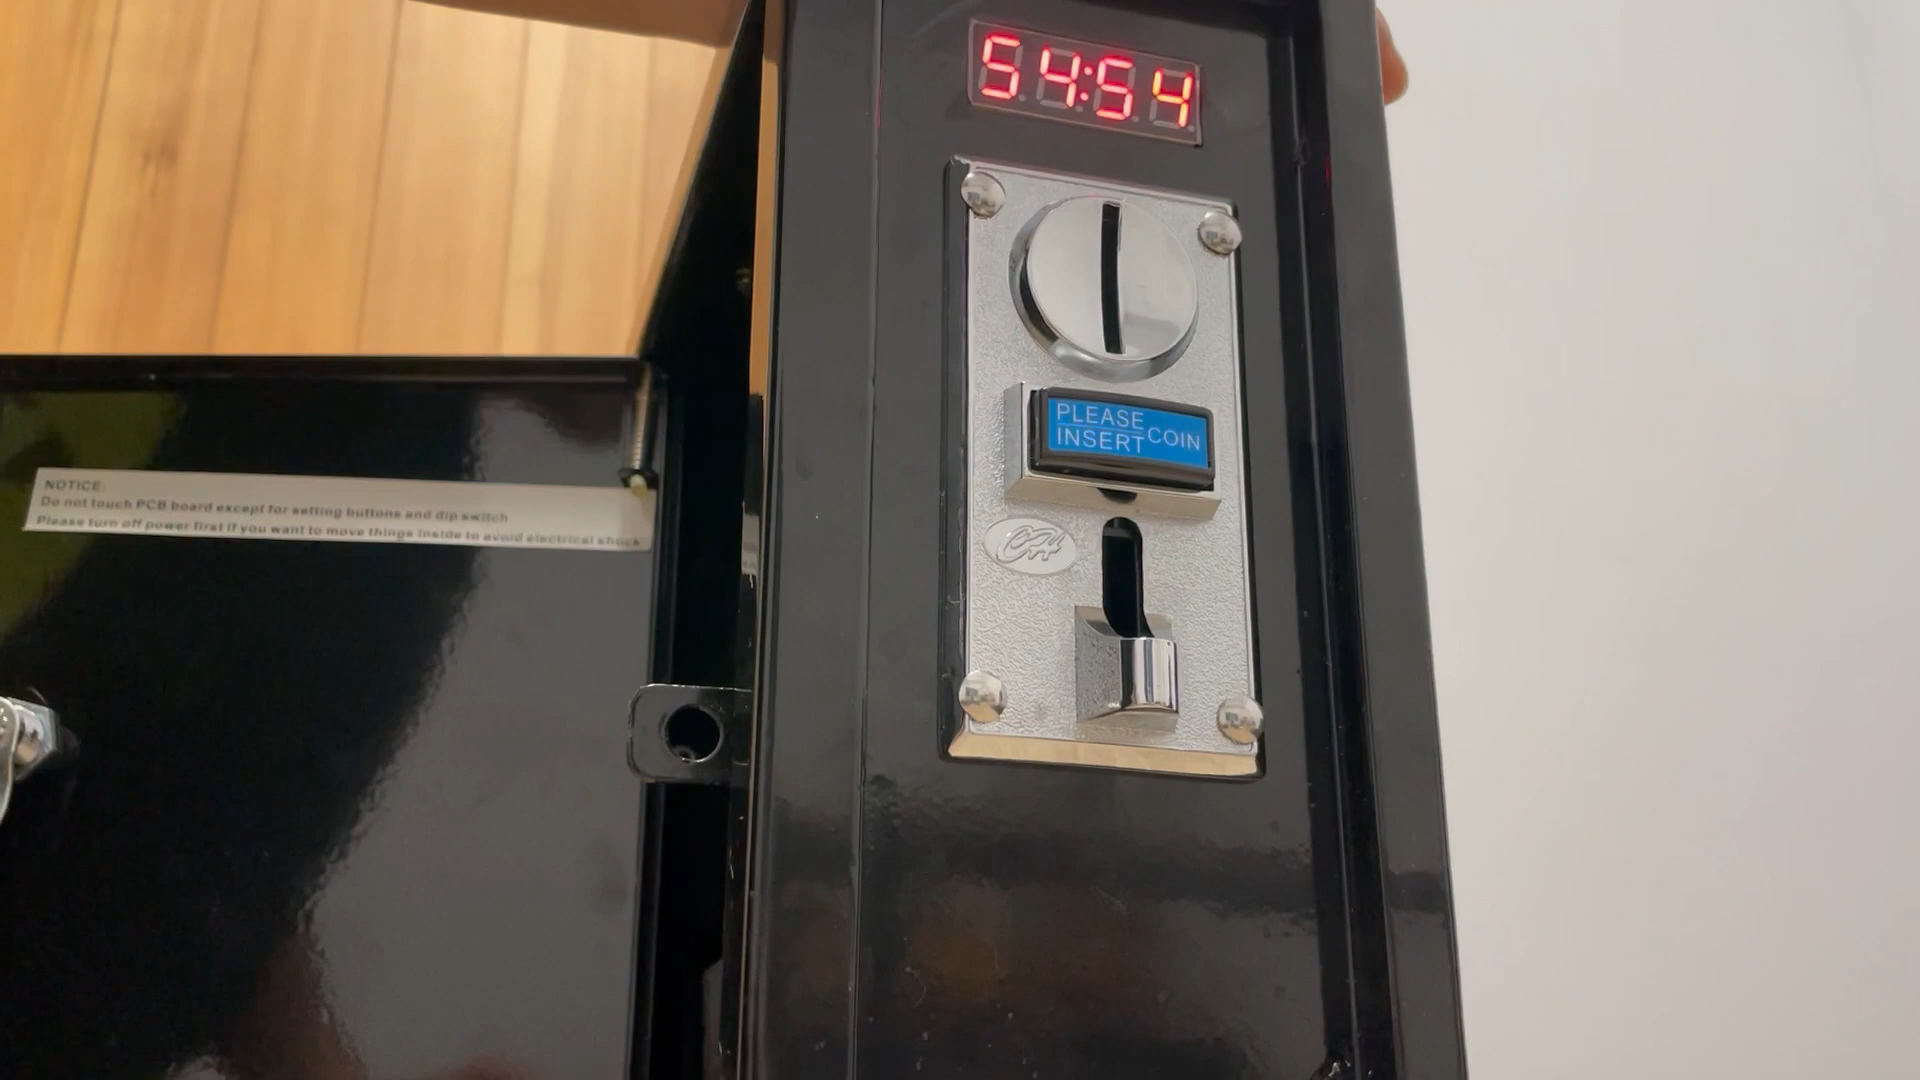 54:54
PLEASE
INSERT COIN
CH
NOTICE:
Do not touch PCB board except for setting buttons and dip switch
Please turn off power first if you want to move things inside to avoid electrical shock